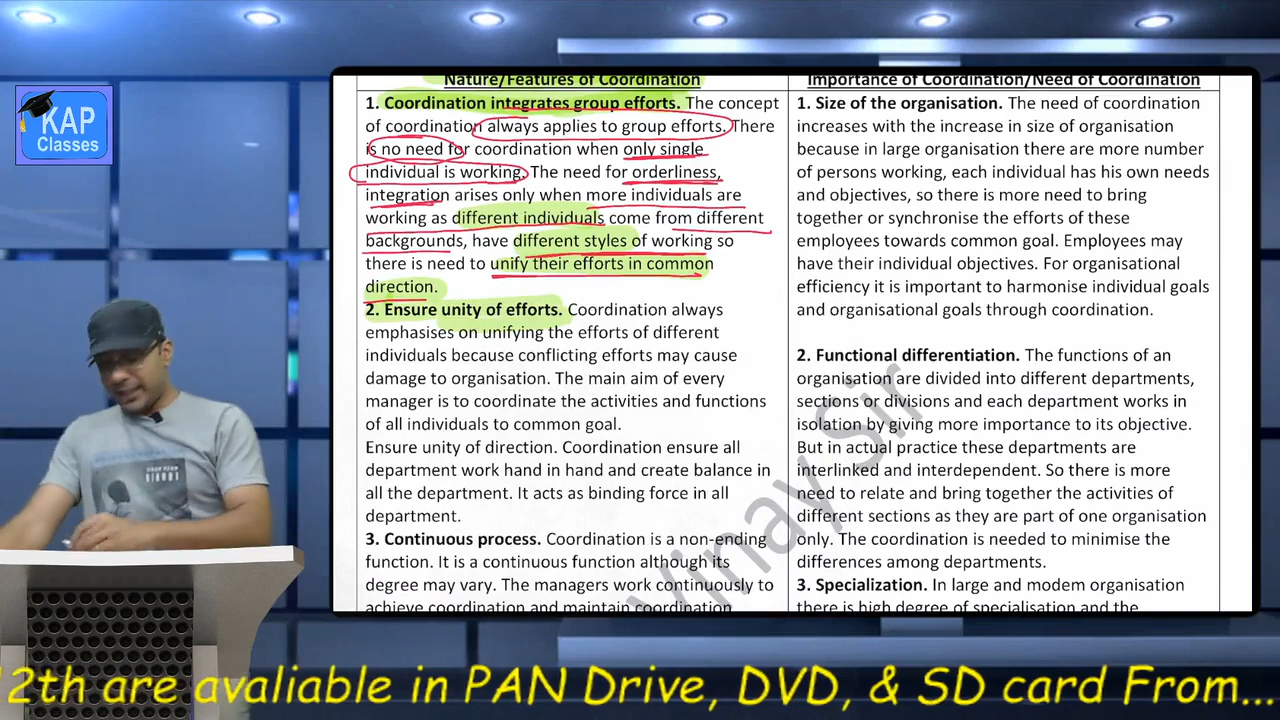 KAP
Classes
Nature/Features of Coordination
1. Coordination integrates group efforts. The concept
of coordination always applies to group efforts. There
is no need for coordination when only single
individual is working. The need for orderliness,
integration arises only when more individuals are
working as different individuals come from different
backgrounds, have different styles of working so
there is need to unify their efforts in common
direction.
2. Ensure unity of efforts. Coordination always
emphasises on unifying the efforts of different
individuals because conflicting efforts may cause
damage to organisation. The main aim of every
manager is to coordinate the activities and functions
of all individuals to common goal.
Ensure unity of direction. Coordination ensure all
department work hand in hand and create balance in
all the department. It acts as binding force in all
department.
3. Continuous process. Coordination is a non-ending
function. It is a continuous function although its
degree may vary. The managers work continuously to
achieve coordination and maintain coordination
Importance of Coordination/Need of Coordination
1. Size of the organisation. The need of coordination
increases with the increase in size of organisation
because in large organisation there are more number
of persons working, each individual has his own needs
and objectives, so there is more need to bring
together or synchronise the efforts of these
employees towards common goal. Employees may
have their individual objectives. For organisational
efficiency it is important to harmonise individual goals
and organisational goals through coordination.
2. Functional differentiation. The functions of an
organisation are divided into different departments,
sections or divisions and each department works in
isolation by giving more importance to its objective.
But in actual practice these departments are
interlinked and interdependent. So there is more
need to relate and bring together the activities of
different sections as they are part of one organisation
only. The coordination is needed to minimise the
differences among departments.
3. Specialization. In large and modem organisation
there is high degree of specialisation and the
Vinay Sir
12th are avaliable in PAN Drive, DVD, & SD card From...